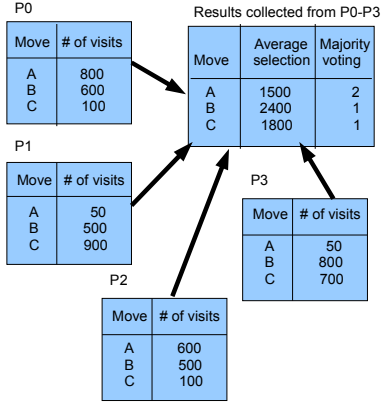 P0
Move # of visits
A 800
B 600
C 100
Results collected from P0-P3
Move Average selection Majority voting
A 1500 2
B 2400 1
C 1800 1
P1
Move # of visits
A 50
B 500
C 900
P2
Move # of visits
A 600
B 500
C 100
P3
Move # of visits
A 50
B 800
C 700